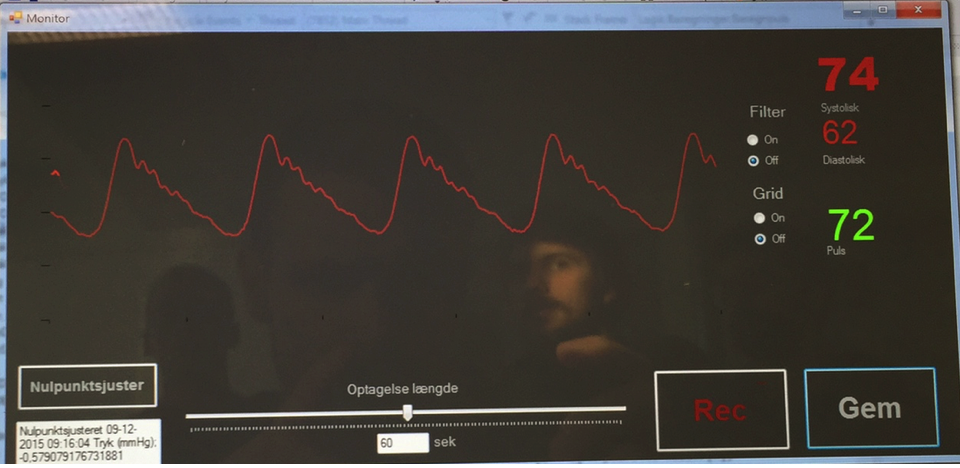 Monitor
74
Systolisk
62
Diastolisk
Filter
On
Off
Grid
On
Off
72
Puls
Nulpunktsjuster
Nulpunktsjusteret 09-12-
2015 09:16:04 Tryk (mmHg):
-0,579079176731881
Optagelse længde
60 sek
Rec
Gem